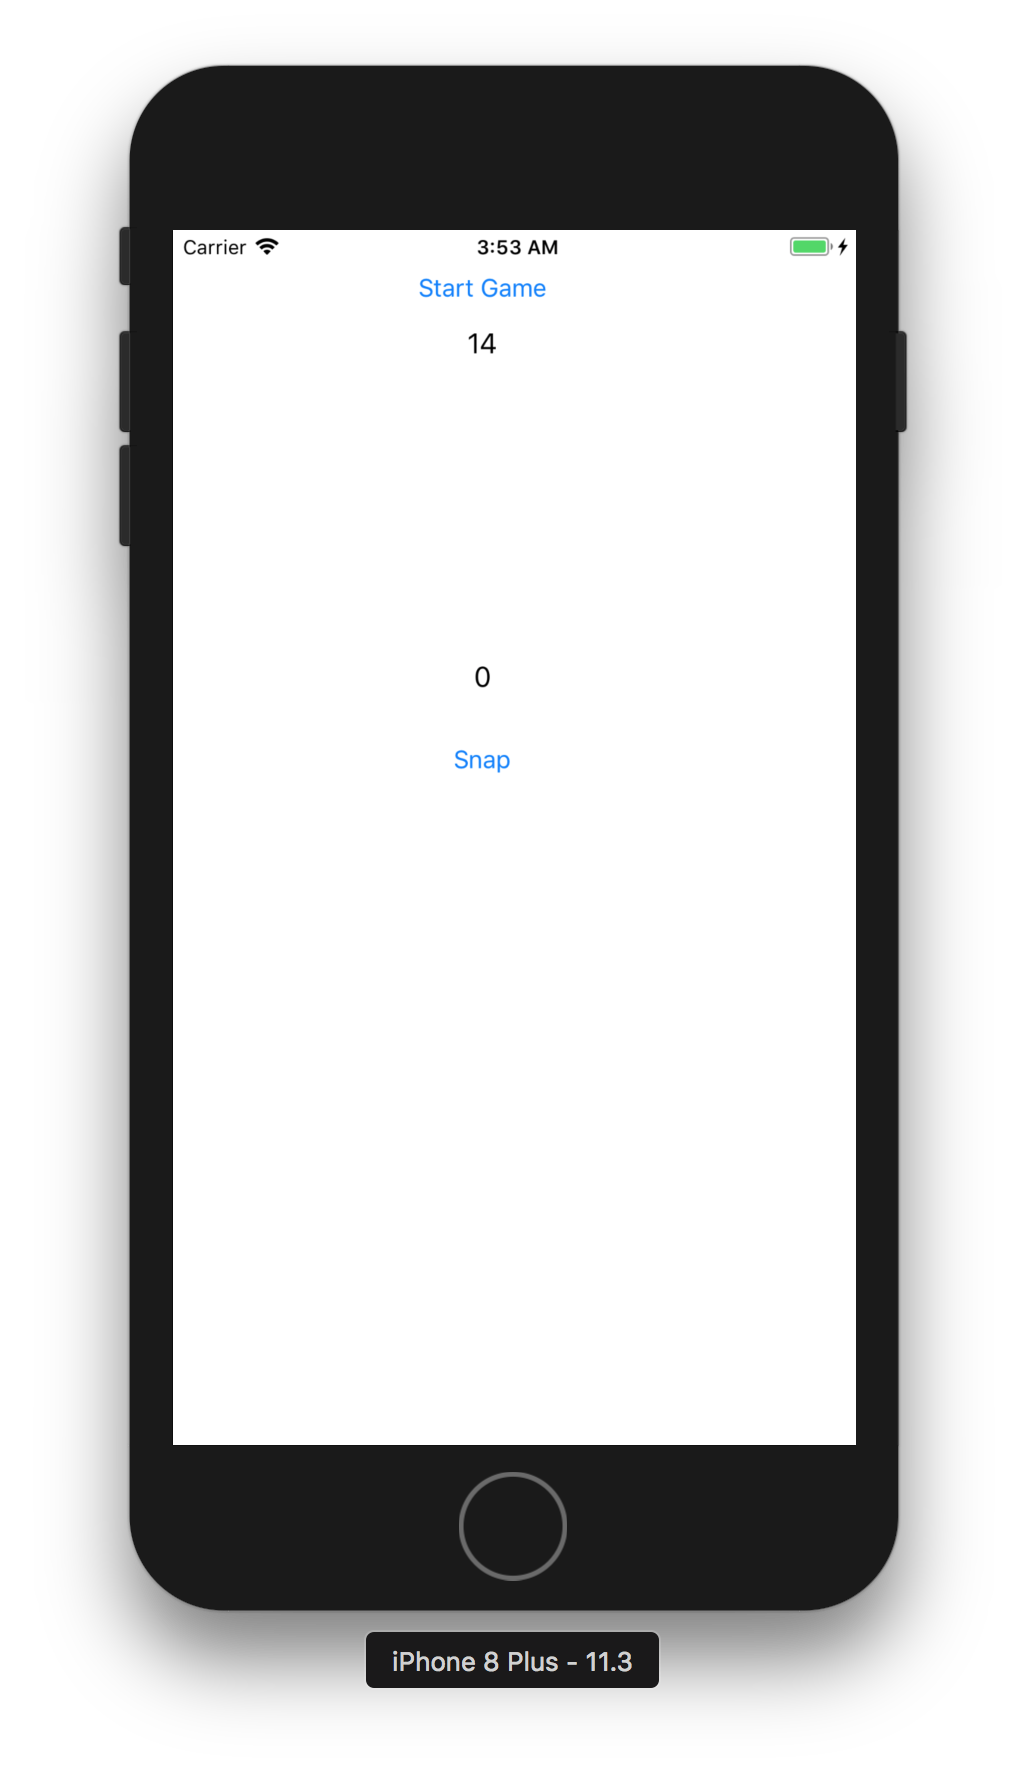 Carrier 3:53 AM
Start Game
14
0
Snap
iPhone 8 Plus - 11.3